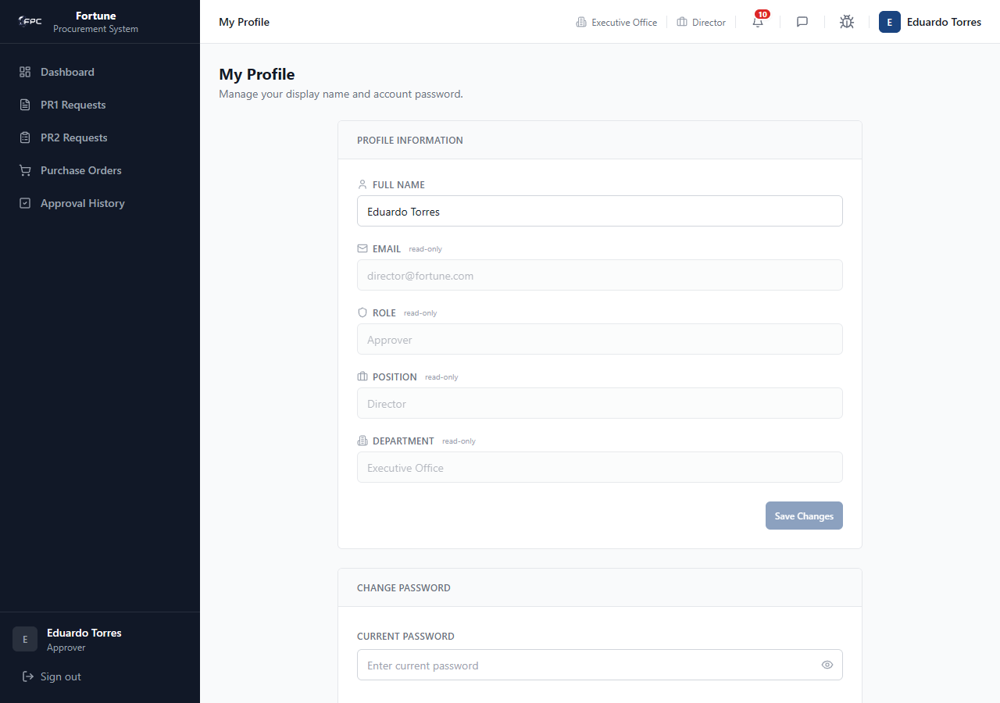 FPC
Fortune
Procurement System
Dashboard
PR1 Requests
PR2 Requests
Purchase Orders
Approval History
E
Eduardo Torres
Approver
Sign out
My Profile
Executive Office
Director
10
E
Eduardo Torres
My Profile
Manage your display name and account password.
PROFILE INFORMATION
FULL NAME
Eduardo Torres
EMAIL read-only
director@fortune.com
ROLE read-only
Approver
POSITION read-only
Director
DEPARTMENT read-only
Executive Office
Save Changes
CHANGE PASSWORD
CURRENT PASSWORD
Enter current password